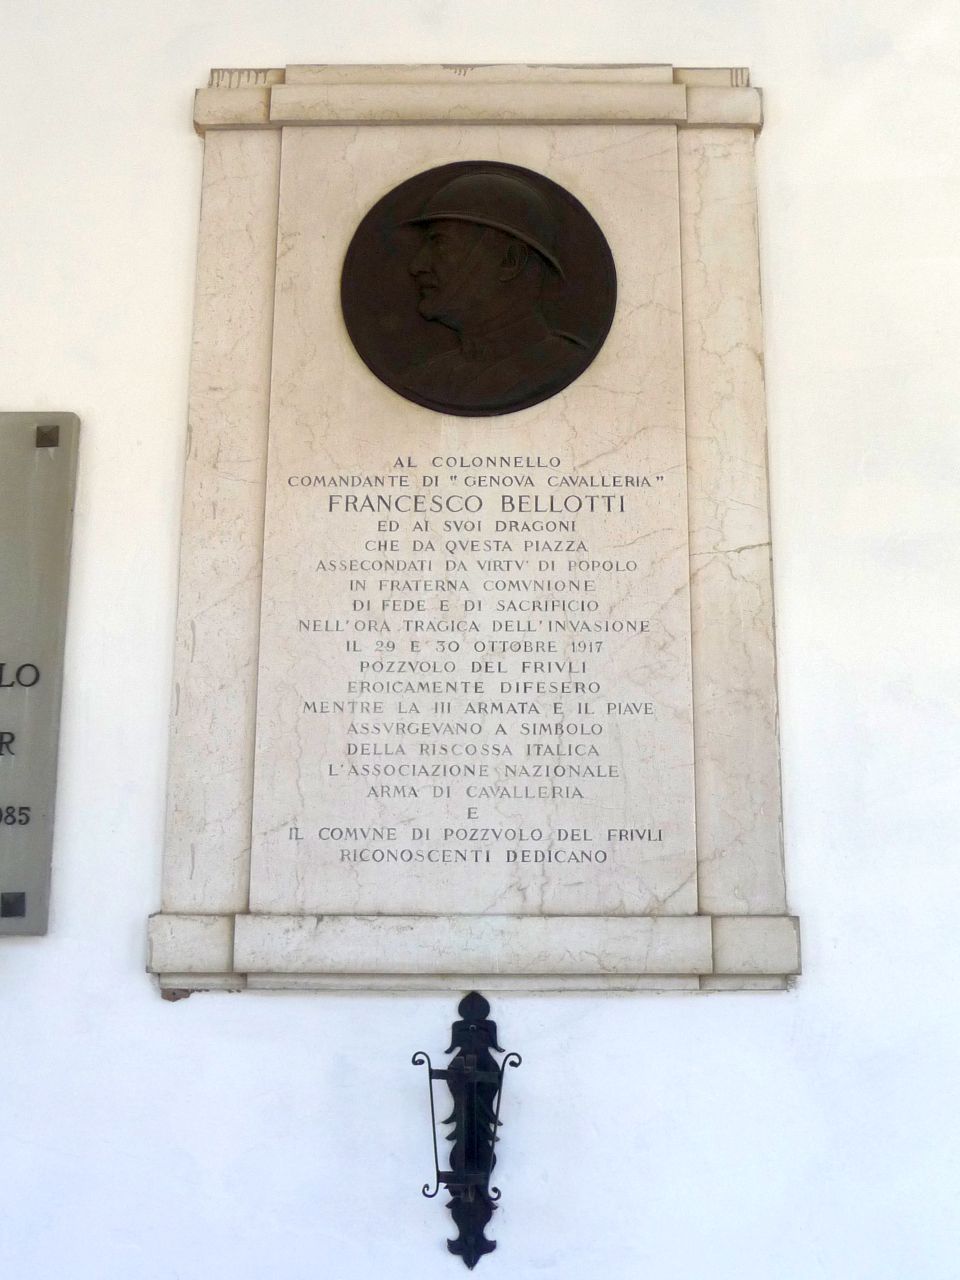 AL COLONNELLO
COMANDANTE DI "GENOVA CAVALLERIA"
FRANCESCO BELLOTTI
ED AI SVOI DRAGONI
CHE DA QVESTA PIAZZA
ASSECONDATI DA VIRTV' DI POPOLO
IN FRATERNA COMVNIONE
DI FEDE E DI SACRIFICIO
NELL'ORA TRAGICA DELL'INVASIONE
IL 29 E 30 OTTOBRE 1917
POZZVOLO DEL FRIVLI
EROICAMENTE DIFESERO
MENTRE LA III ARMATA E IL PIAVE
ASSVRGEVANO A SIMBOLO
DELLA RISCOSSA ITALICA
L'ASSOCIAZIONE NAZIONALE
ARMA DI CAVALLERIA
E
IL COMVNE DI POZZVOLO DEL FRIVLI
RICONOSCENTI DEDICANO
LO
R
985